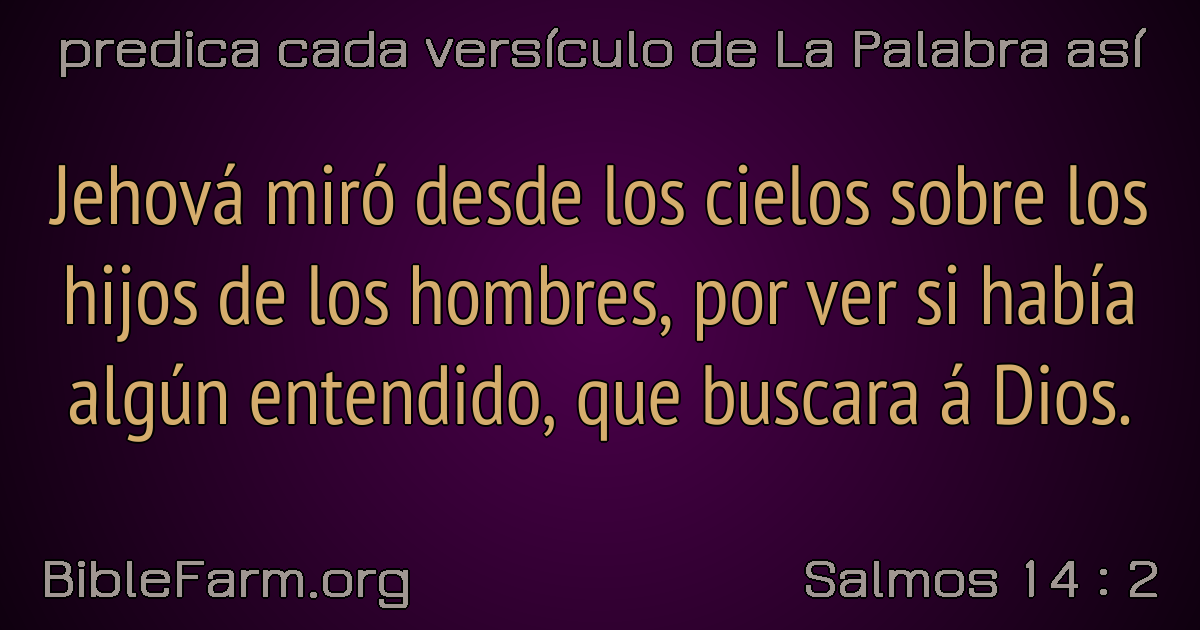 predica cada versículo de La Palabra así
Jehová miró desde los cielos sobre los
hijos de los hombres, por ver si había
algún entendido, que buscara á Dios.
BibleFarm.org
Salmos 14 : 2